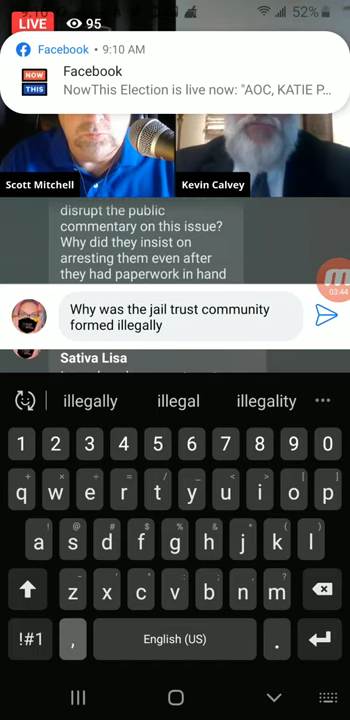 LIVE 95
52%
Facebook • 9:10 AM
NOW
THIS
Facebook
NowThis Election is live now: "AOC, KATIE P...
Scott Mitchell
Kevin Calvey
disrupt the public
commentary on this issue?
Why did they insist on
arresting them even after
they had paperwork in hand
03:44
Why was the jail trust community
formed illegally
Sativa Lisa
illegally illegal illegality
1 2 3 4 5 6 7 8 9 0
q w e r t y u i o p
a s d f g h j k l
z x c v b n m
!#1 , English (US) .